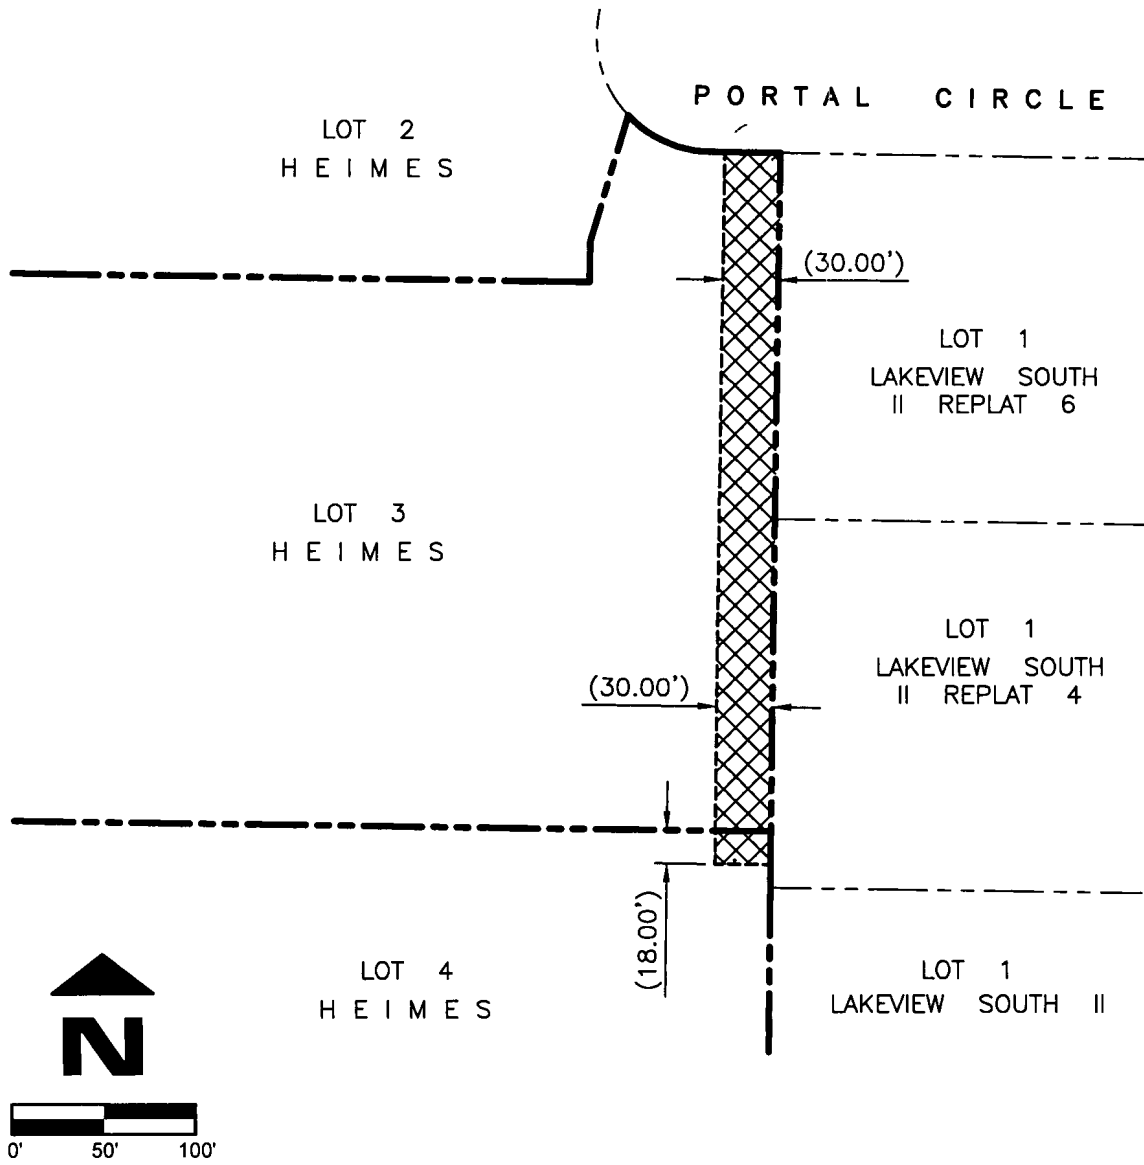 PORTAL CIRCLE
LOT 2
HEIMES
(30.00')
LOT 1
LAKEVIEW SOUTH
II REPLAT 6
LOT 3
HEIMES
LOT 1
LAKEVIEW SOUTH
II REPLAT 4
(30.00')
(18.00')
LOT 4
HEIMES
LOT 1
LAKEVIEW SOUTH II
N
0' 50' 100'